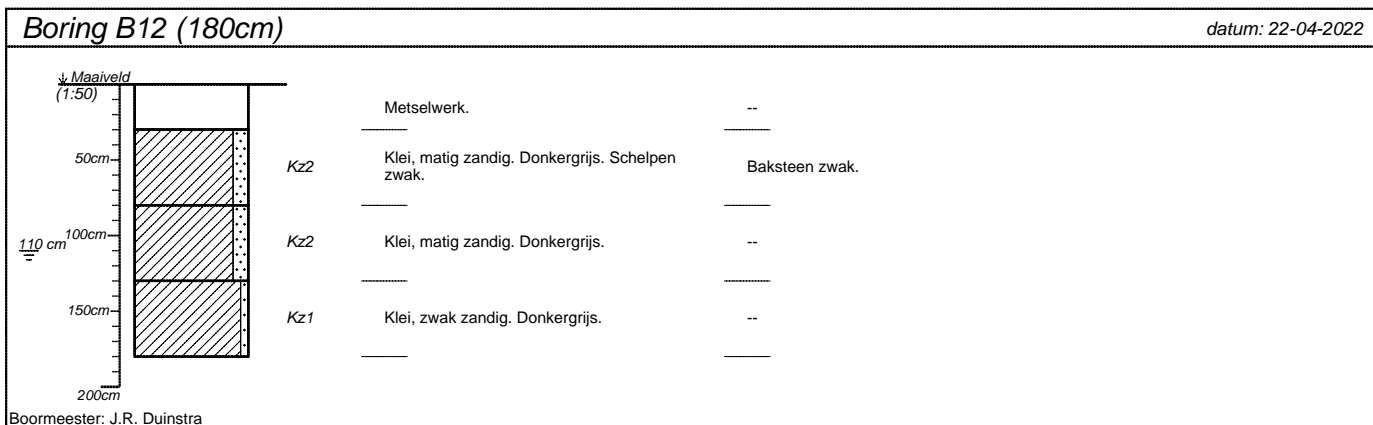 Boring B12 (180cm)
datum: 22-04-2022
Maaiveld
(1:50)
Metselwerk.
--
50cm
Kz2
Klei, matig zandig. Donkergrijs. Schelpen
zwak.
Baksteen zwak.
100cm
110 cm
Kz2
Klei, matig zandig. Donkergrijs.
--
150cm
Kz1
Klei, zwak zandig. Donkergrijs.
--
200cm
Boormeester: J.R. Duinstra